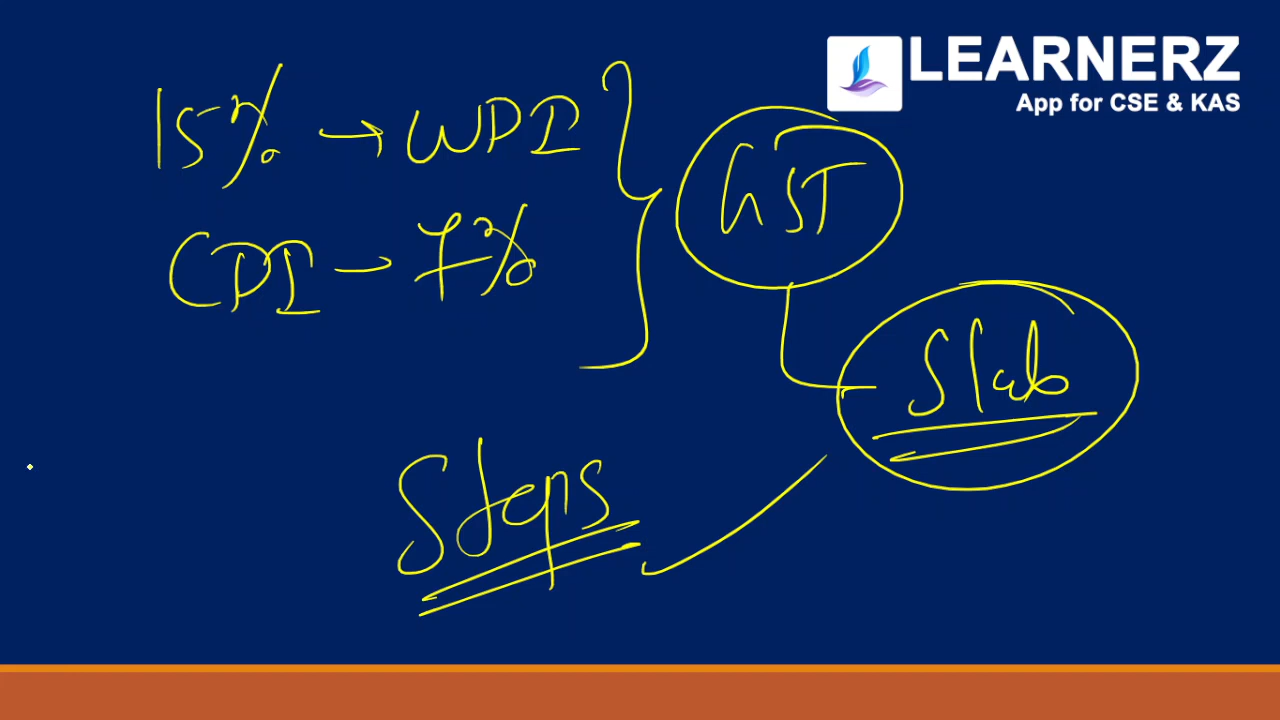 LEARNERZ
App for CSE & KAS
15% → WPI
CPI → 7%
GST
Slab
Steps